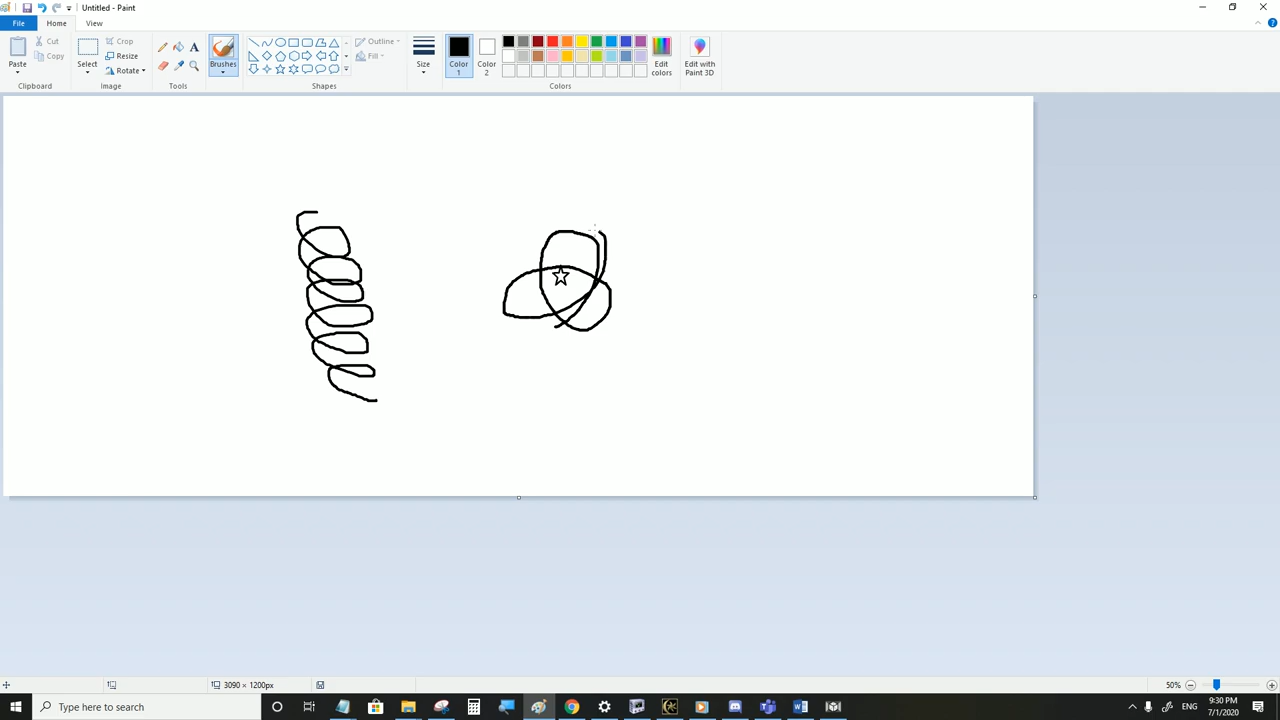 Untitled - Paint
File Home View
Paste
Cut
Copy
Clipboard
Select
Crop
Resize
Rotate
Image
A
Tools
Brushes
Shapes
Outline
Fill
Size
Color 1
Color 2
Edit colors
Colors
Edit with Paint 3D
3090 × 1200px
50%
Type here to search
ENG
9:30 PM
7/1/2020